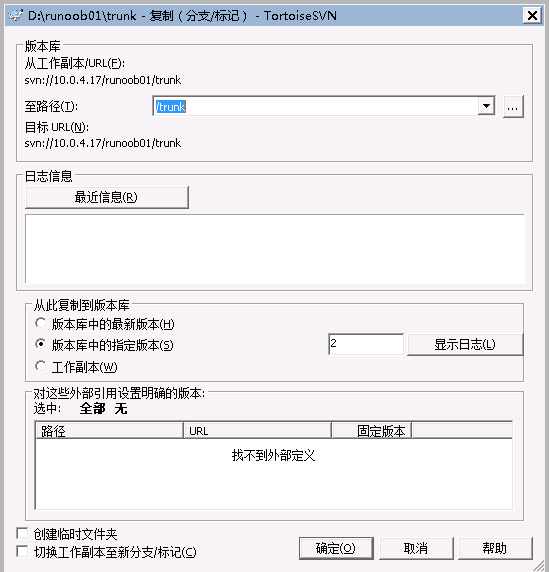 D:\runoob01\trunk - 复制（分支/标记） - TortoiseSVN
版本库
从工作副本/URL(F):
svn://10.0.4.17/runoob01/trunk
至路径(T):
/trunk
...
目标 URL(N):
svn://10.0.4.17/runoob01/trunk
日志信息
最近信息(R)
从此复制到版本库
版本库中的最新版本(H)
版本库中的指定版本(S)
2
显示日志(L)
工作副本(W)
对这些外部引用设置明确的版本:
选中: 全部 无
路径 URL 固定版本
找不到外部定义
创建临时文件夹
切换工作副本至新分支/标记(C)
确定(O) 取消 帮助